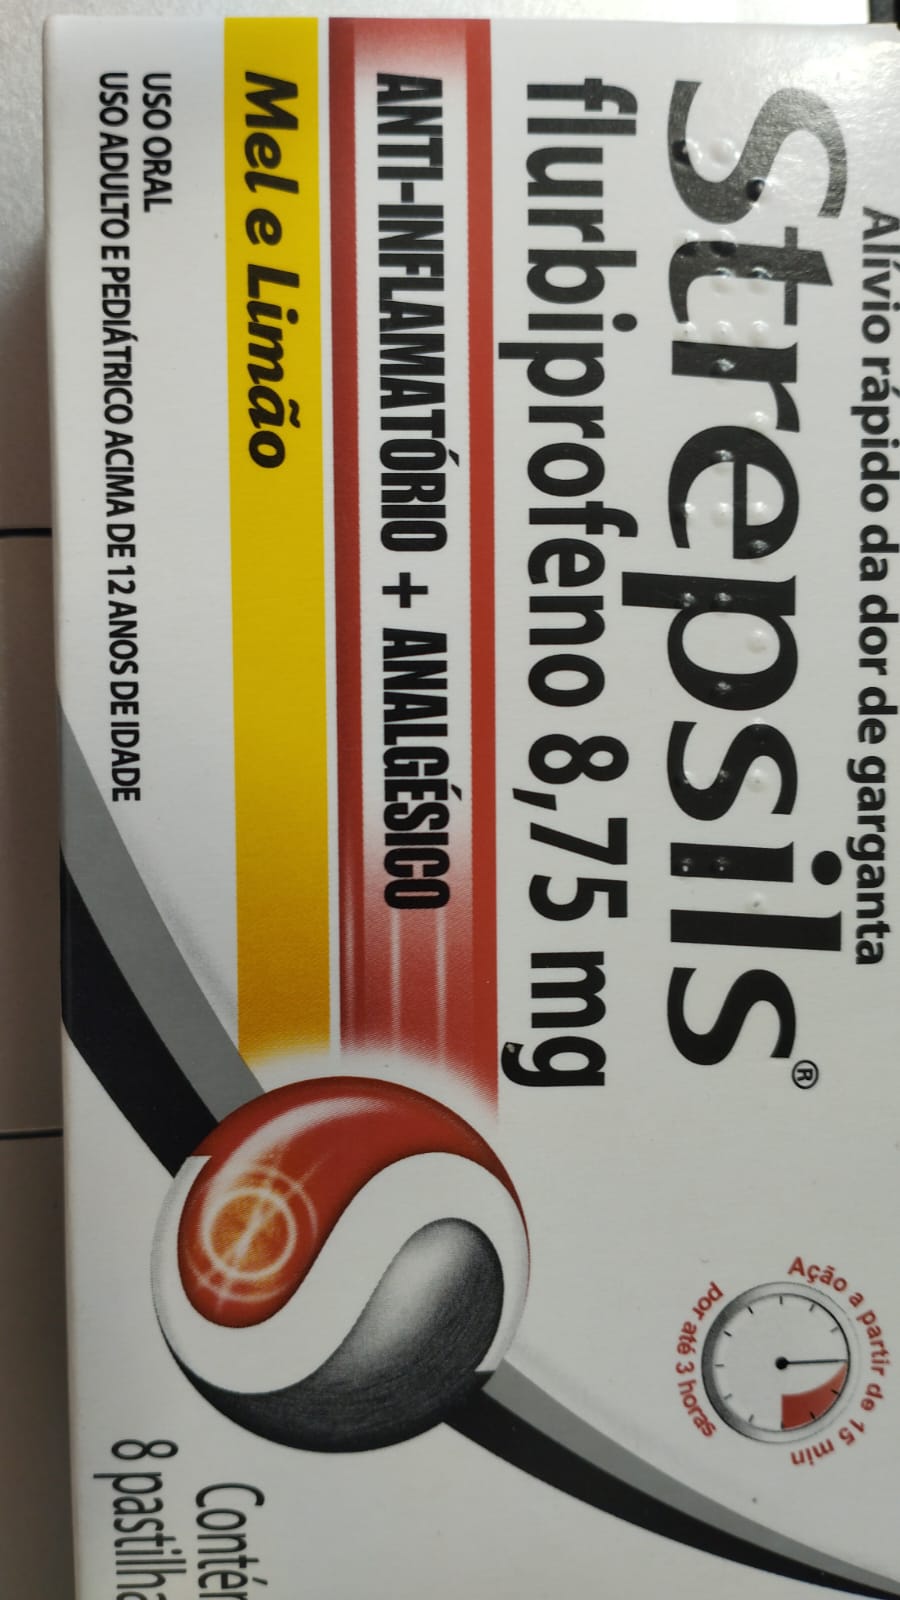 Alívio rápido da dor de garganta
Strepsils®
flurbiprofeno 8,75 mg
ANTI-INFLAMATÓRIO + ANALGÉSICO
Mel e Limão
USO ORAL
USO ADULTO E PEDIÁTRICO ACIMA DE 12 ANOS DE IDADE
Ação a partir de 15 min
por até 3 horas
8